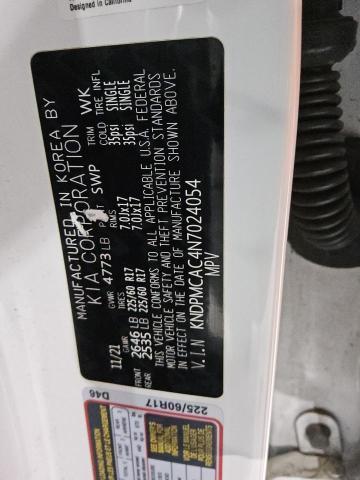 Designed in California
MANUFACTURED IN KOREA BY
KIA CORPORATION
11/21 GVWR 4773 LB PAINT SWP TRIM WK
GAWR TIRES RIMS COLD TIRE INFL
FRONT 2646 LB 225/60 R17 7.0Jx17 35psi SINGLE
REAR 2535 LB 225/60 R17 7.0Jx17 35psi SINGLE
THIS VEHICLE CONFORMS TO ALL APPLICABLE U.S.A. FEDERAL
MOTOR VEHICLE SAFETY AND THEFT PREVENTION STANDARDS
IN EFFECT ON THE DATE OF MANUFACTURE SHOWN ABOVE.
V.I.N KNDPMCAC4N7024054
MPV
D46
225/60R17